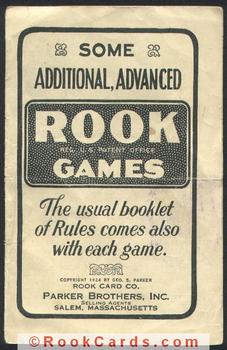 SOME
ADDITIONAL, ADVANCED
ROOK
REG. U.S. PATENT OFFICE
GAMES
The usual booklet
of Rules comes also
with each game.
COPYRIGHT 1924 BY GEO. S. PARKER
ROOK CARD CO.
PARKER BROTHERS, INC.
SELLING AGENTS
SALEM, MASSACHUSETTS
©RookCards.com